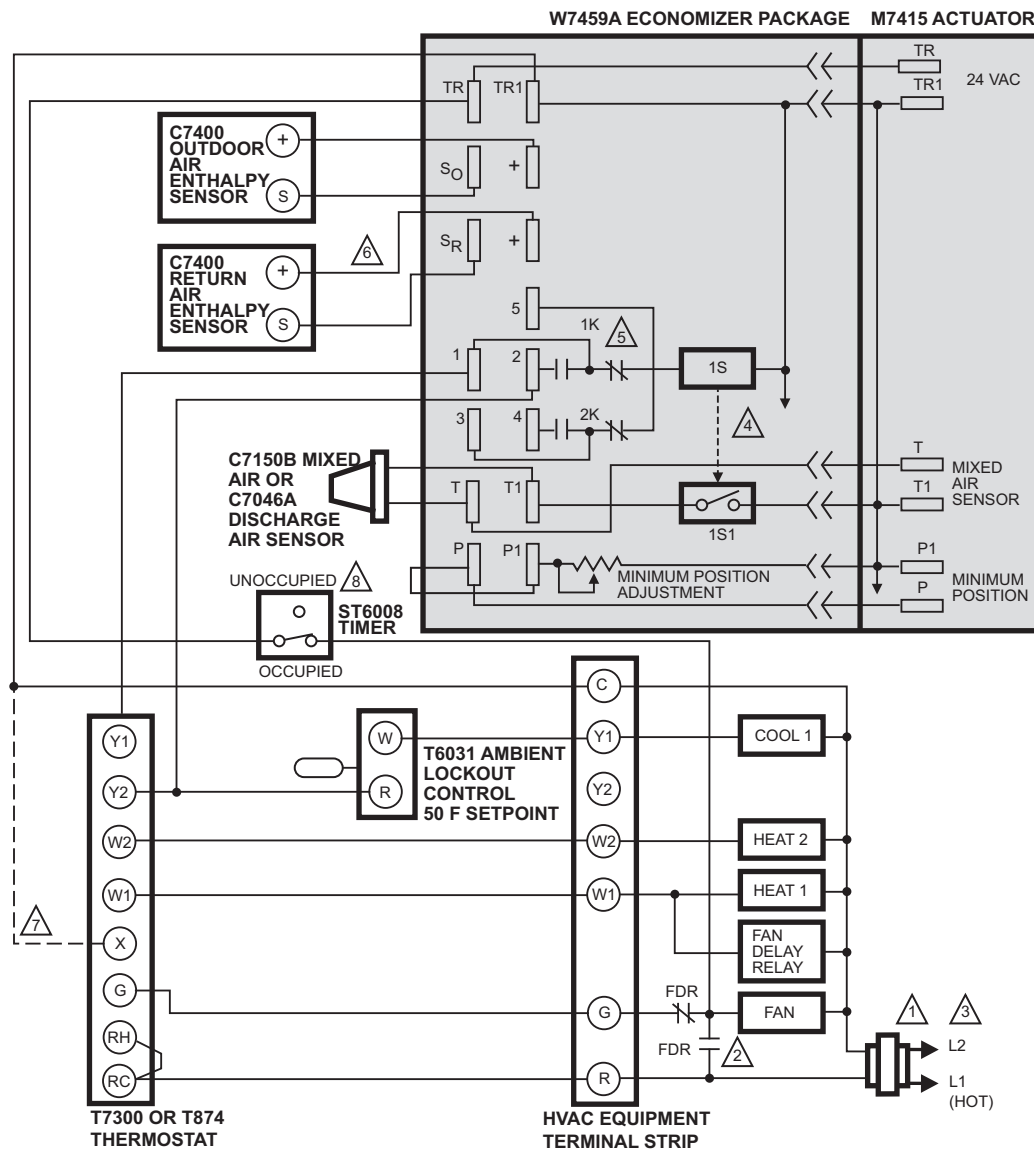 W7459A ECONOMIZER PACKAGE
M7415 ACTUATOR
TR
TR1
TR
TR1
24 VAC
C7400
OUTDOOR
AIR
ENTHALPY
SENSOR
+
S
SO
+
C7400
RETURN
AIR
ENTHALPY
SENSOR
+
S
6
SR
+
5
1K
5
1
2
1S
3
4
2K
4
C7150B MIXED
AIR OR
C7046A
DISCHARGE
AIR SENSOR
T
T1
1S1
T
T1
MIXED
AIR
SENSOR
P
P1
MINIMUM POSITION
ADJUSTMENT
P1
P
MINIMUM
POSITION
UNOCCUPIED
8
ST6008
TIMER
OCCUPIED
Y1
Y2
W2
W1
X
G
RH
RC
7
T7300 OR T874
THERMOSTAT
W
R
T6031 AMBIENT
LOCKOUT
CONTROL
50 F SETPOINT
C
Y1
Y2
W2
W1
G
R
HVAC EQUIPMENT
TERMINAL STRIP
COOL 1
HEAT 2
HEAT 1
FAN
DELAY
RELAY
FDR
FAN
FDR
2
1
3
L2
L1
(HOT)